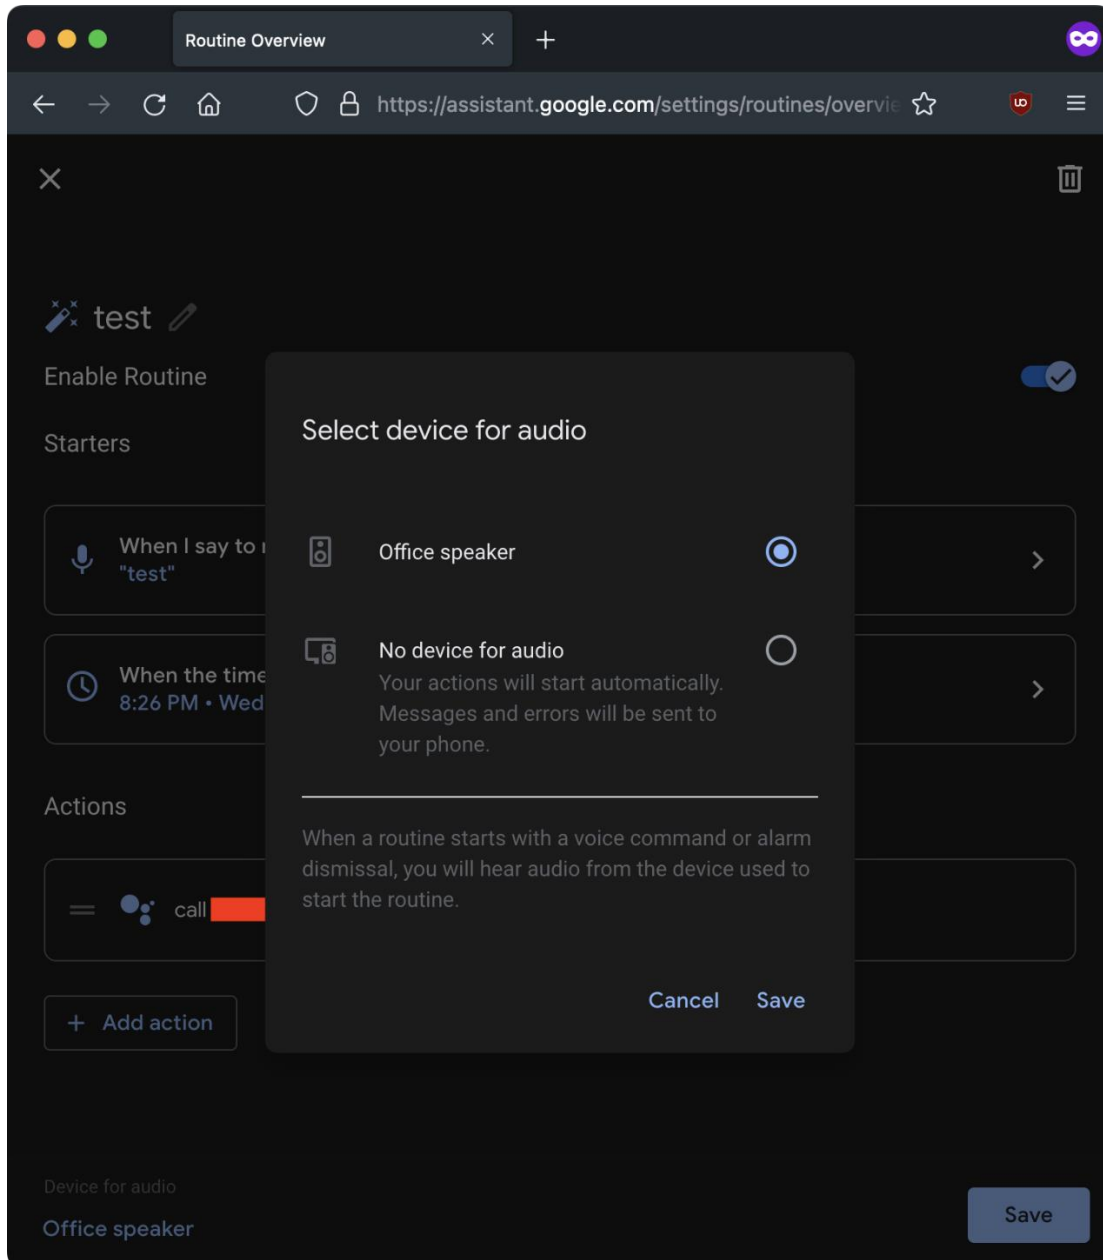 Routine Overview
https://assistant.google.com/settings/routines/overvie
test
Enable Routine
Starters
When I say to
"test"
When the time
8:26 PM • Wed
Actions
call
+ Add action
Select device for audio
Office speaker
No device for audio
Your actions will start automatically.
Messages and errors will be sent to
your phone.
When a routine starts with a voice command or alarm
dismissal, you will hear audio from the device used to
start the routine.
Cancel Save
Device for audio
Office speaker
Save